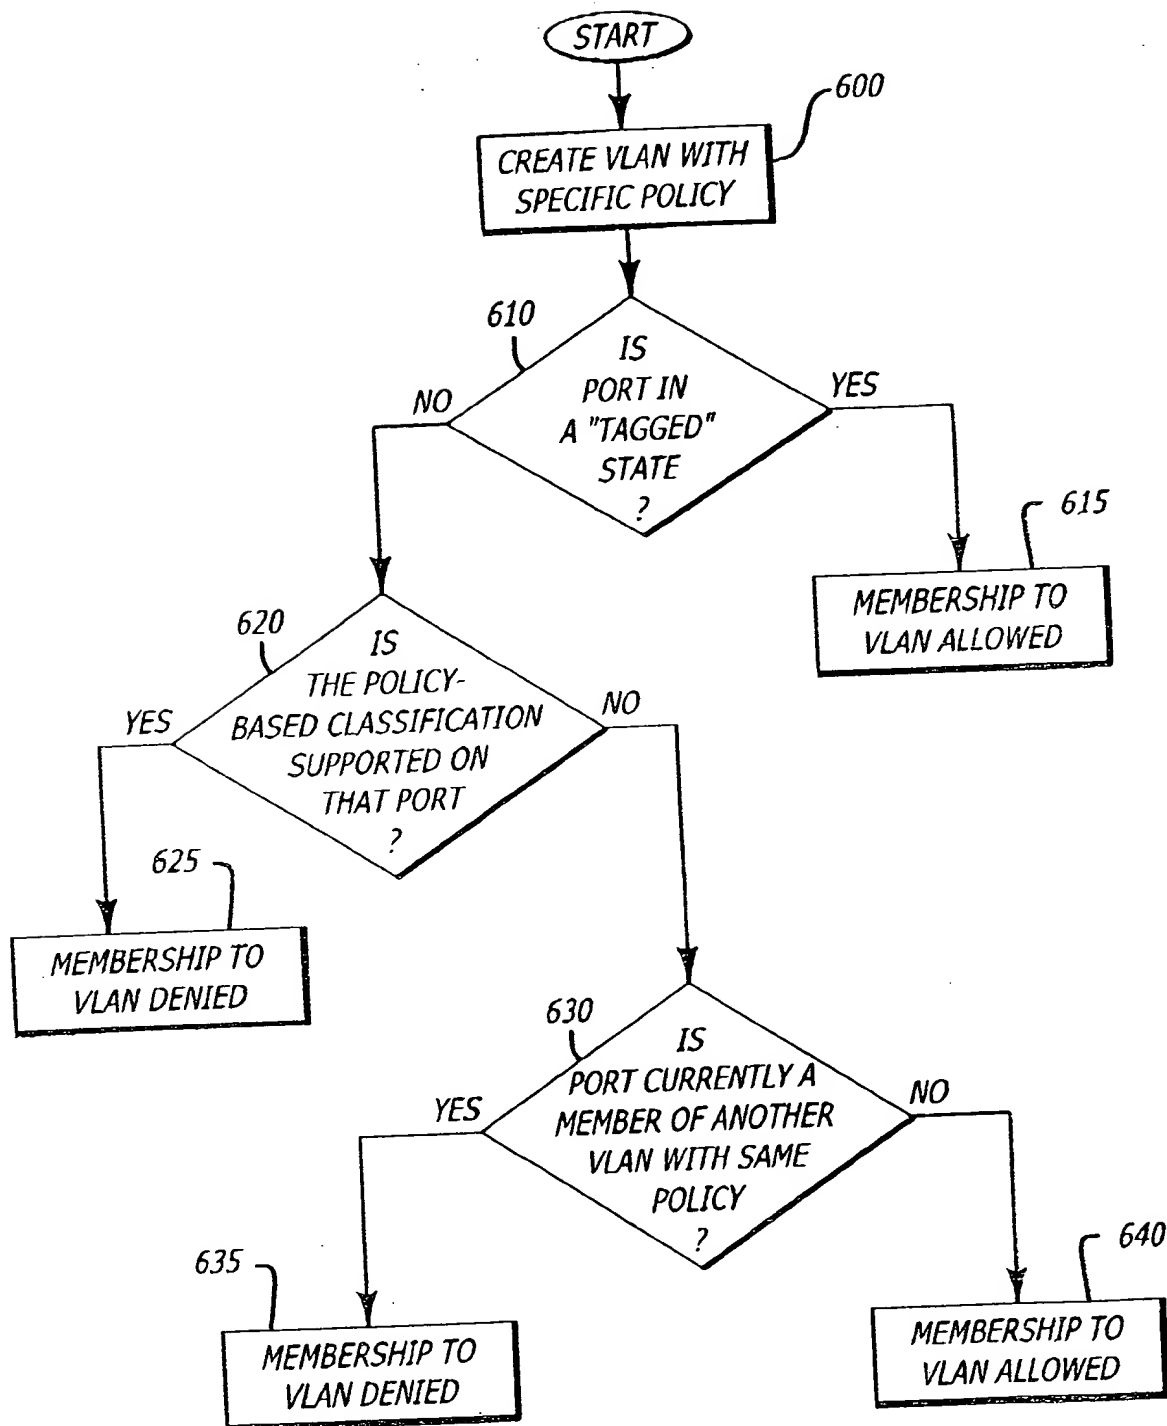 START
600
CREATE VLAN WITH
SPECIFIC POLICY
610
IS
PORT IN
A "TAGGED"
STATE
?
NO
YES
615
MEMBERSHIP TO
VLAN ALLOWED
620
IS
THE POLICY-
BASED CLASSIFICATION
SUPPORTED ON
THAT PORT
?
YES
NO
625
MEMBERSHIP TO
VLAN DENIED
630
IS
PORT CURRENTLY A
MEMBER OF ANOTHER
VLAN WITH SAME
POLICY
?
YES
NO
635
MEMBERSHIP TO
VLAN DENIED
640
MEMBERSHIP TO
VLAN ALLOWED